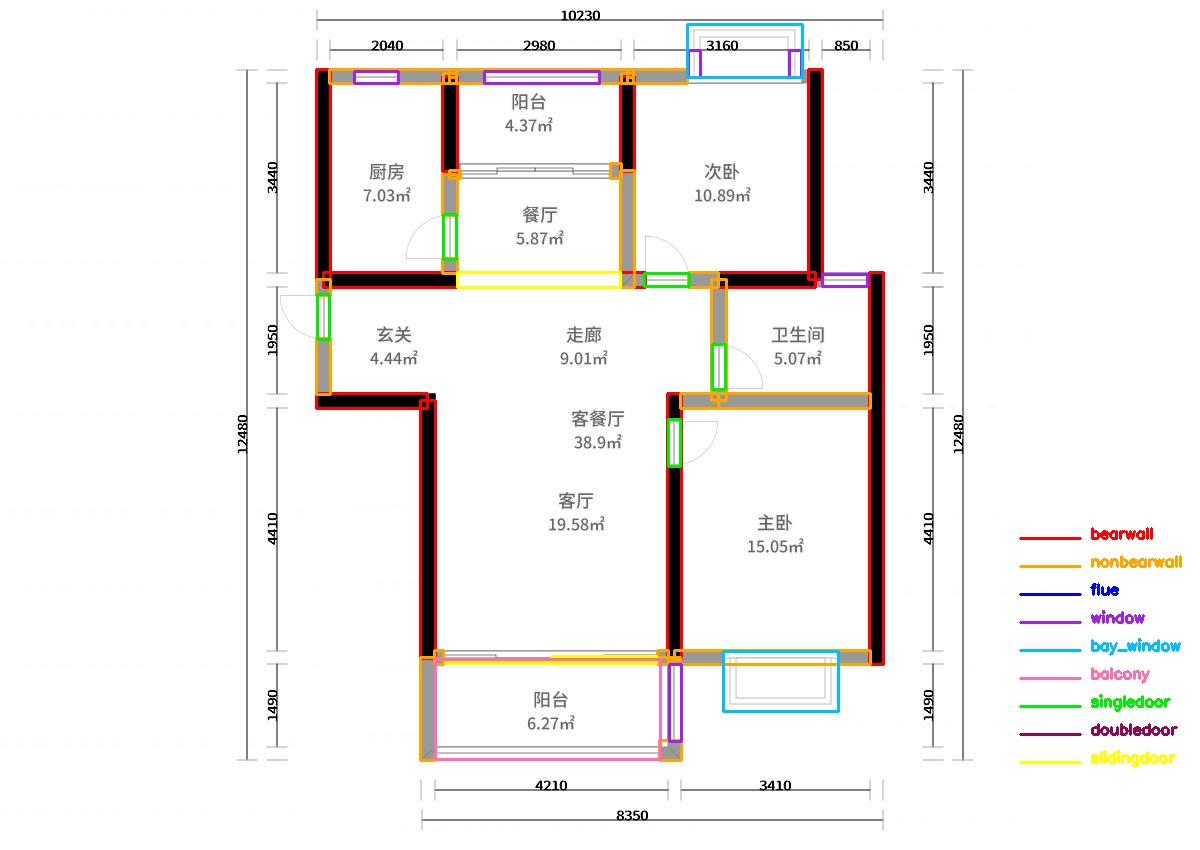 10230
2040
2980
3160
850
阳台
4.37㎡
厨房
7.03㎡
次卧
10.89㎡
餐厅
5.87㎡
3440
3440
玄关
4.44㎡
走廊
9.01㎡
卫生间
5.07㎡
1950
1950
客餐厅
38.9㎡
12480
12480
客厅
19.58㎡
主卧
15.05㎡
4410
4410
bearwall
nonbearwall
flue
window
bay_window
balcony
singledoor
doubledoor
slidingdoor
阳台
6.27㎡
1490
1490
4210
3410
8350